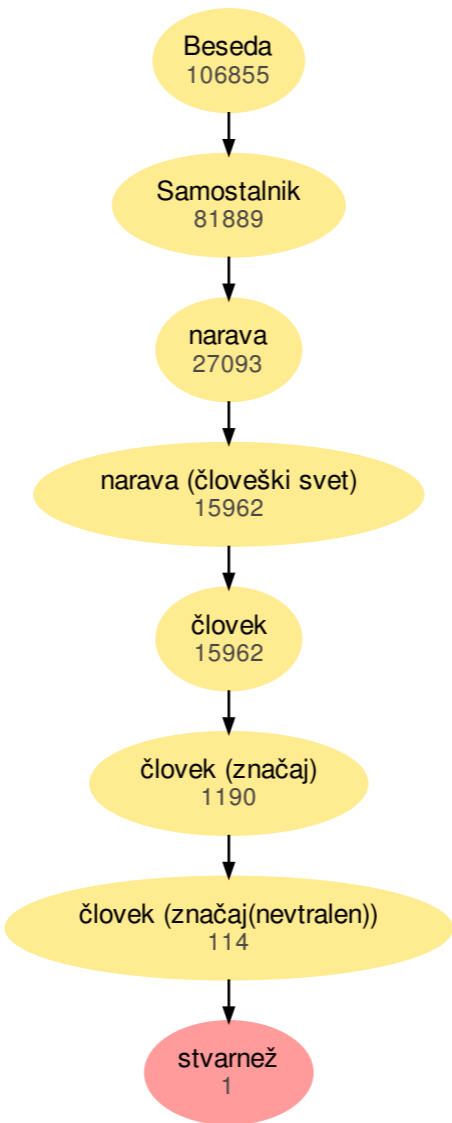 Beseda
106855
Samostalnik
81889
narava
27093
narava (človeški svet)
15962
človek
15962
človek (značaj)
1190
človek (značaj(nevtralen))
114
stvarnež
1